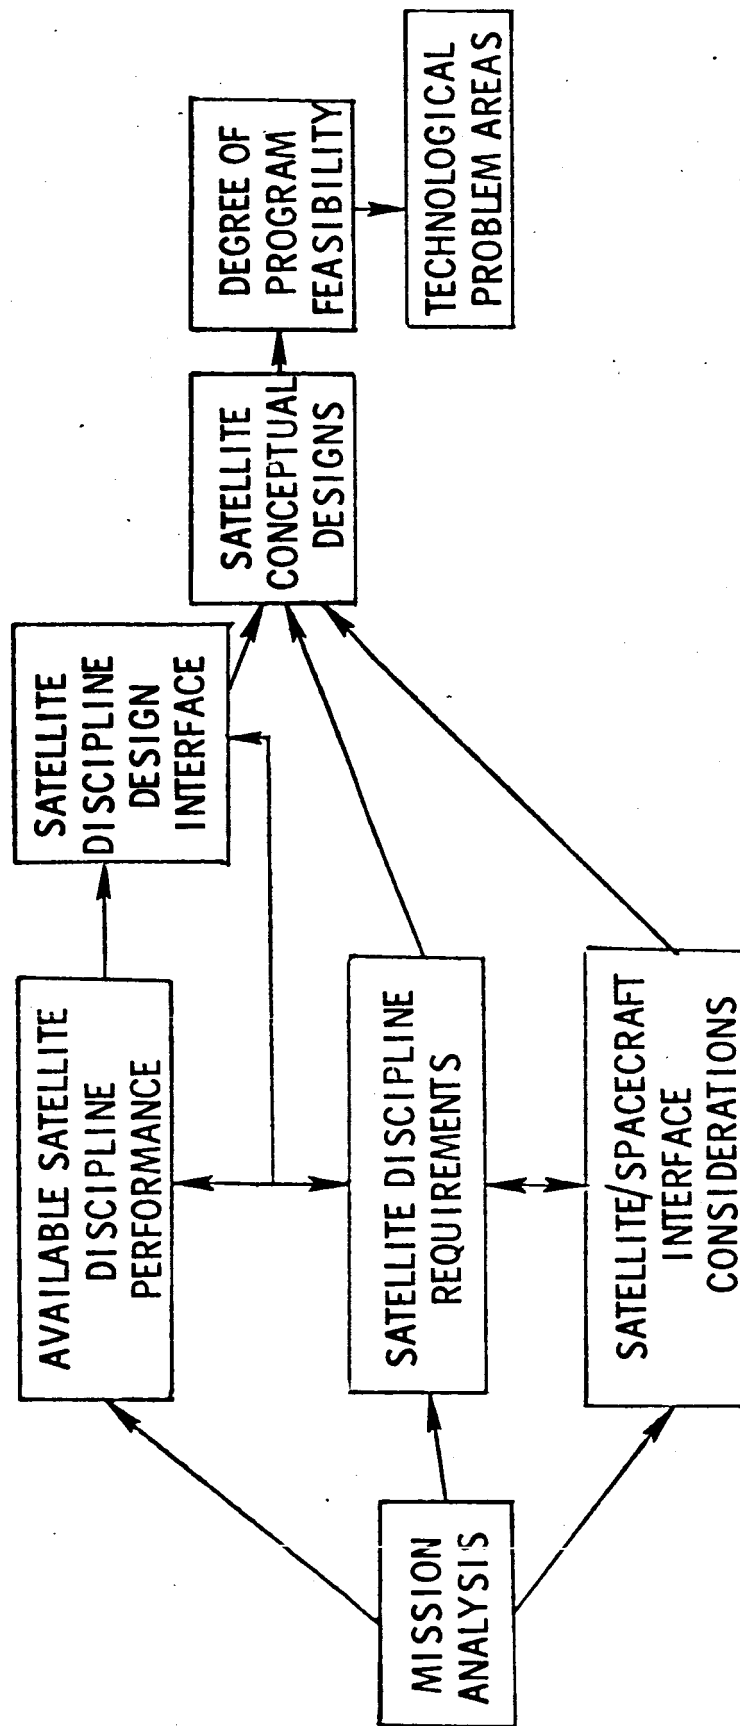 MISSION
ANALYSIS
AVAILABLE SATELLITE
DISCIPLINE
PERFORMANCE
SATELLITE DISCIPLINE
REQUIREMENTS
SATELLITE/SPACECRAFT
INTERFACE
CONSIDERATIONS
SATELLITE
DISCIPLINE
DESIGN
INTERFACE
SATELLITE
CONCEPTUAL
DESIGNS
DEGREE OF
PROGRAM
FEASIBILITY
TECHNOLOGICAL
PROBLEM AREAS